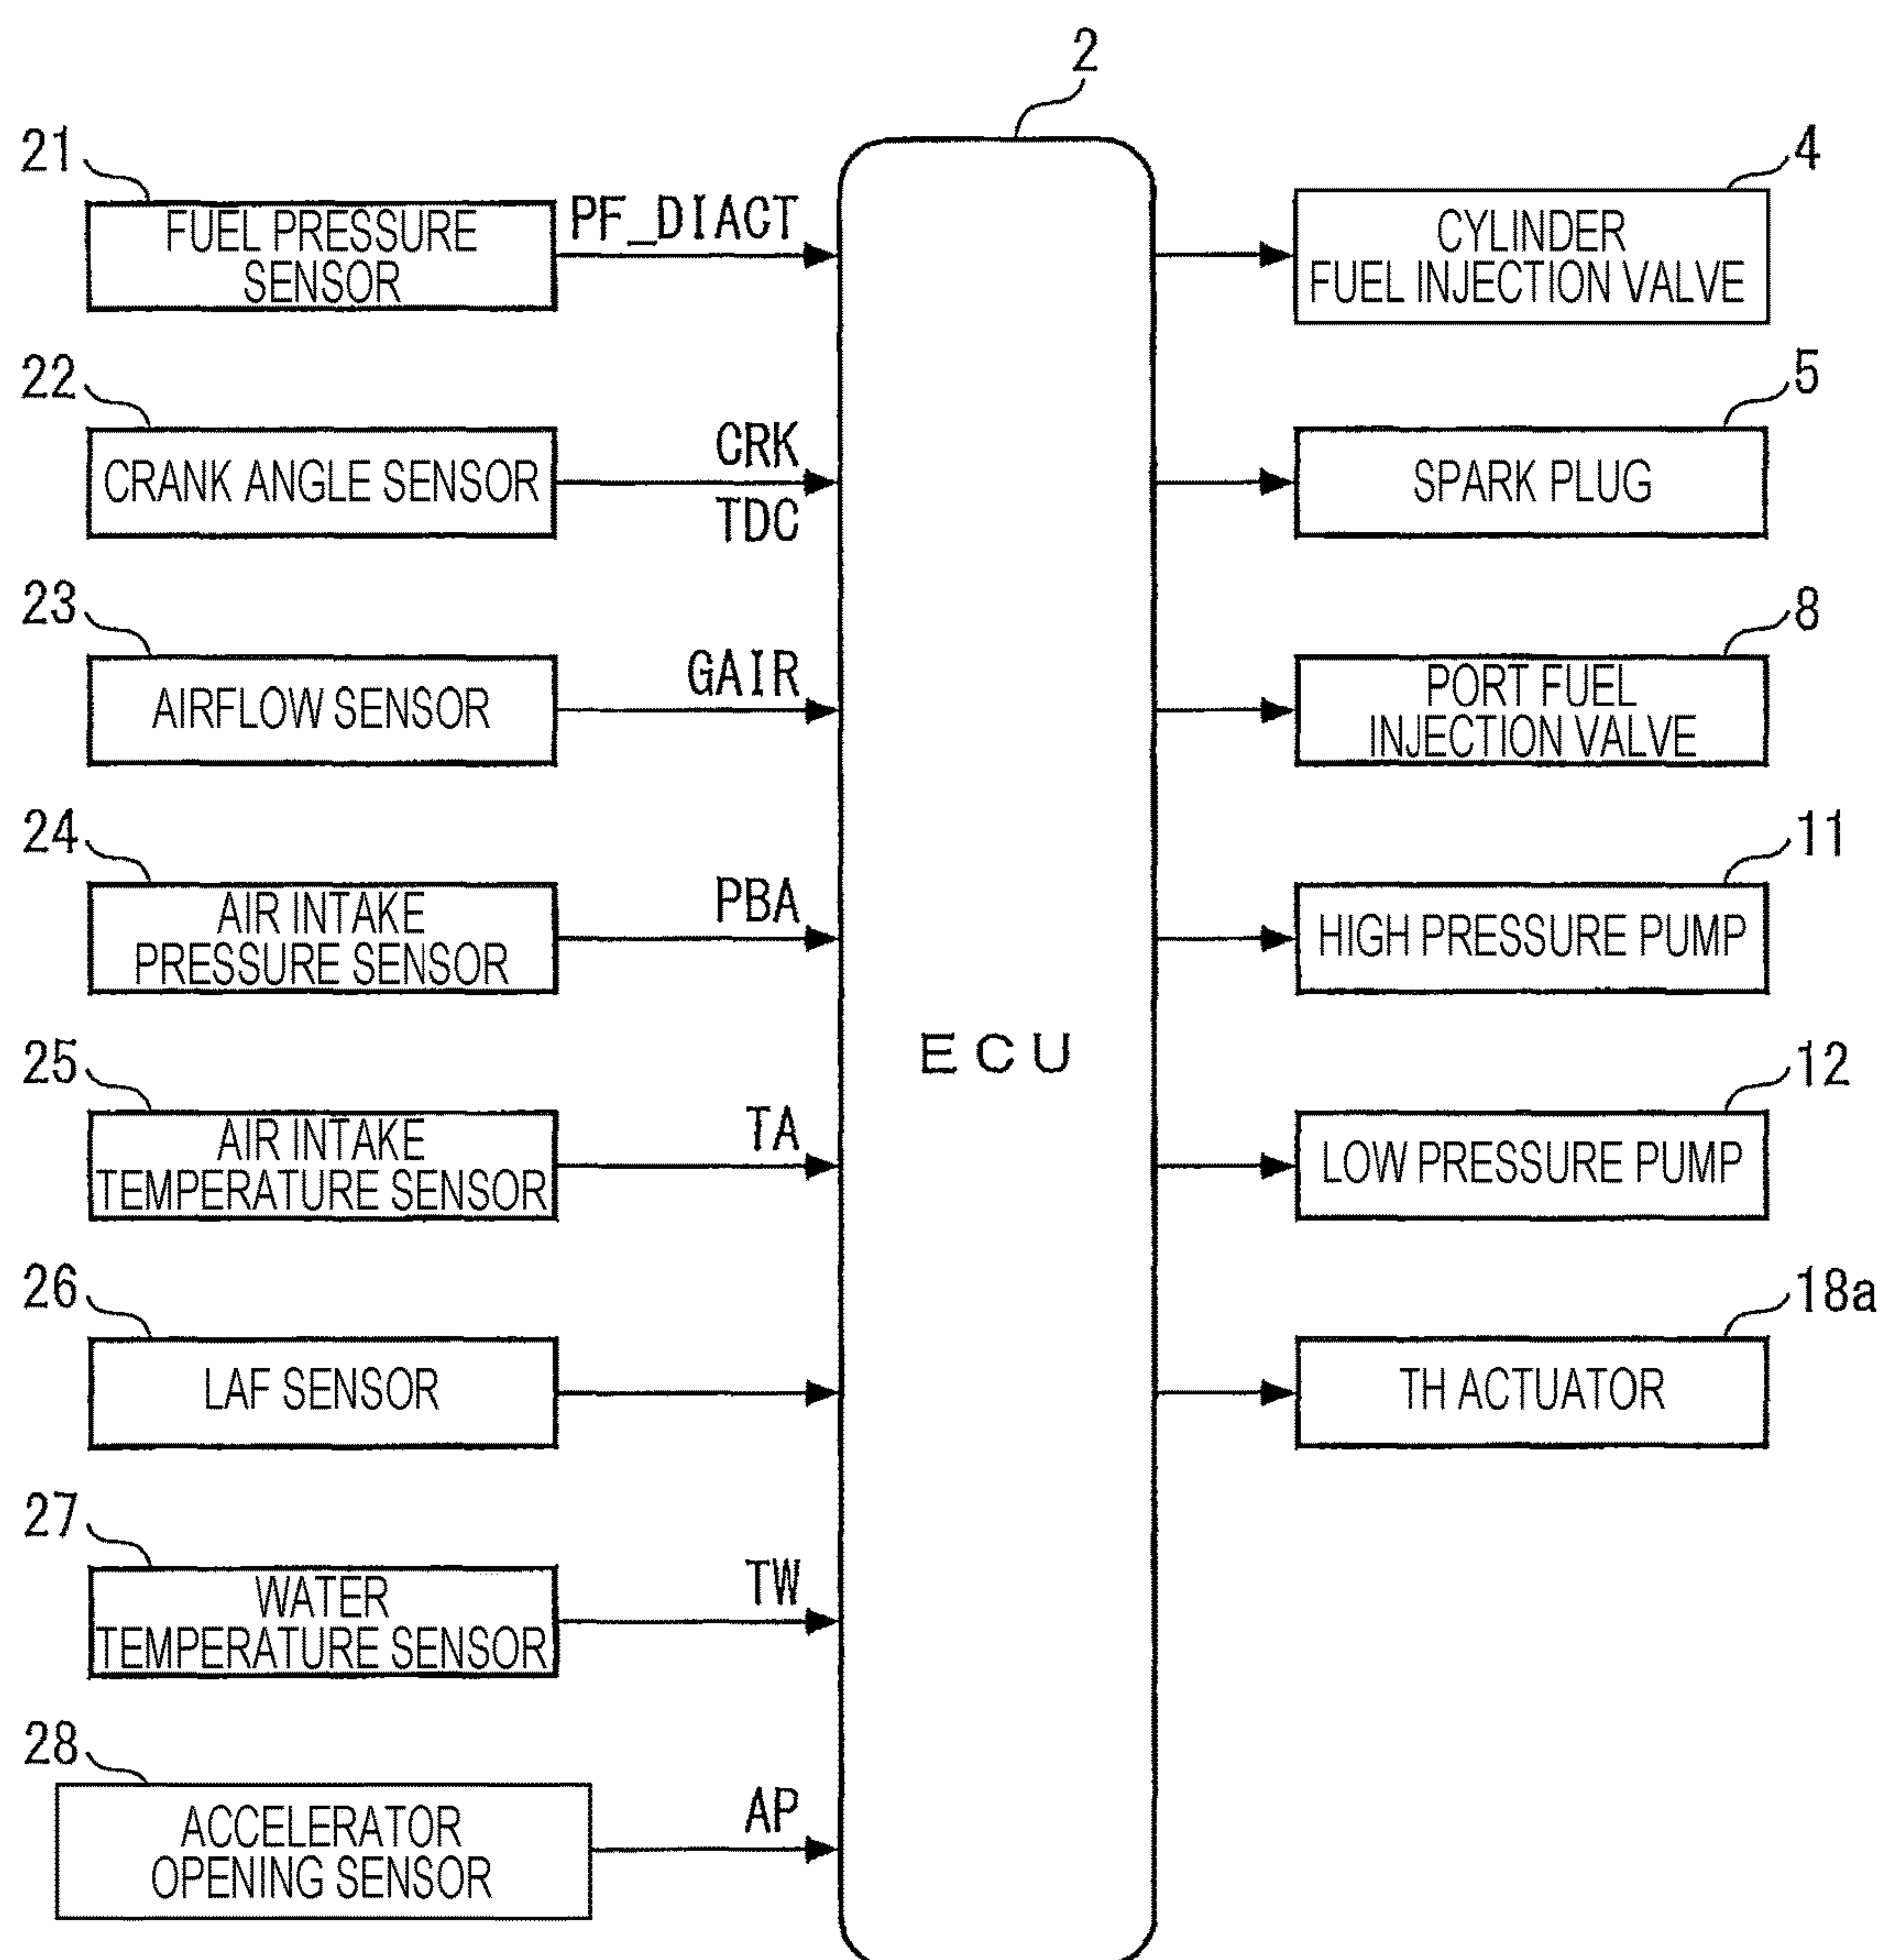 2
21
FUEL PRESSURE
SENSOR
PF_DIACT
4
CYLINDER
FUEL INJECTION VALVE
22
CRANK ANGLE SENSOR
CRK
TDC
5
SPARK PLUG
23
AIRFLOW SENSOR
GAIR
8
PORT FUEL
INJECTION VALVE
24
AIR INTAKE
PRESSURE SENSOR
PBA
11
HIGH PRESSURE PUMP
ECU
25
AIR INTAKE
TEMPERATURE SENSOR
TA
12
LOW PRESSURE PUMP
26
LAF SENSOR
18a
TH ACTUATOR
27
WATER
TEMPERATURE SENSOR
TW
28
ACCELERATOR
OPENING SENSOR
AP